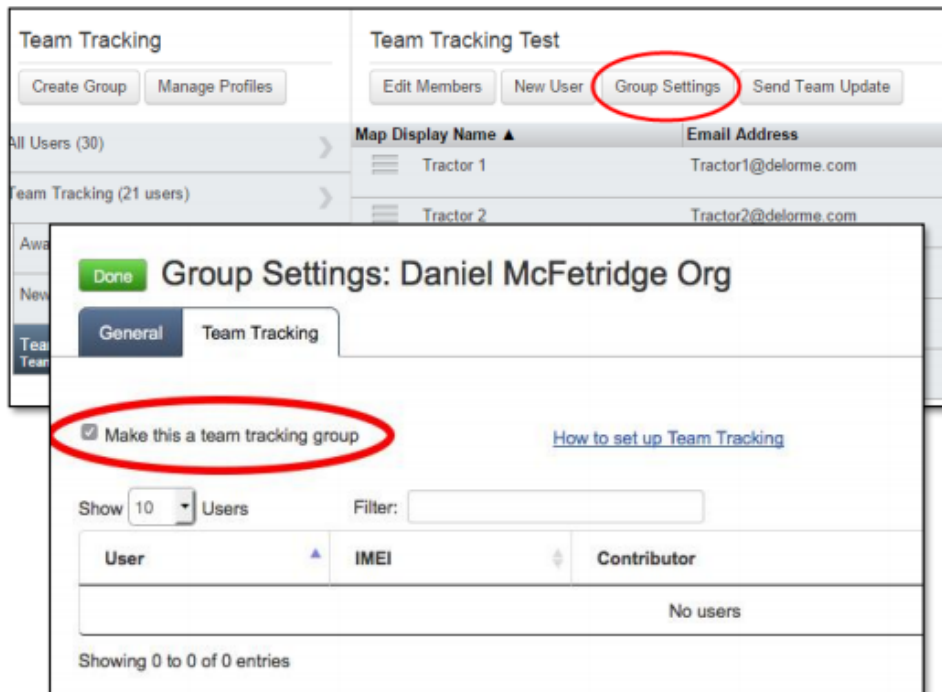 Team Tracking
Team Tracking Test
Create Group Manage Profiles
Edit Members New User Group Settings Send Team Update
All Users (30)
Map Display Name ▲ Email Address
Tractor 1 Tractor1@delorme.com
Team Tracking (21 users)
Tractor 2 Tractor2@delorme.com
Awa
New
Tea
Team
Done Group Settings: Daniel McFetridge Org
General Team Tracking
Make this a team tracking group How to set up Team Tracking
Show 10 Users Filter:
User IMEI Contributor
No users
Showing 0 to 0 of 0 entries